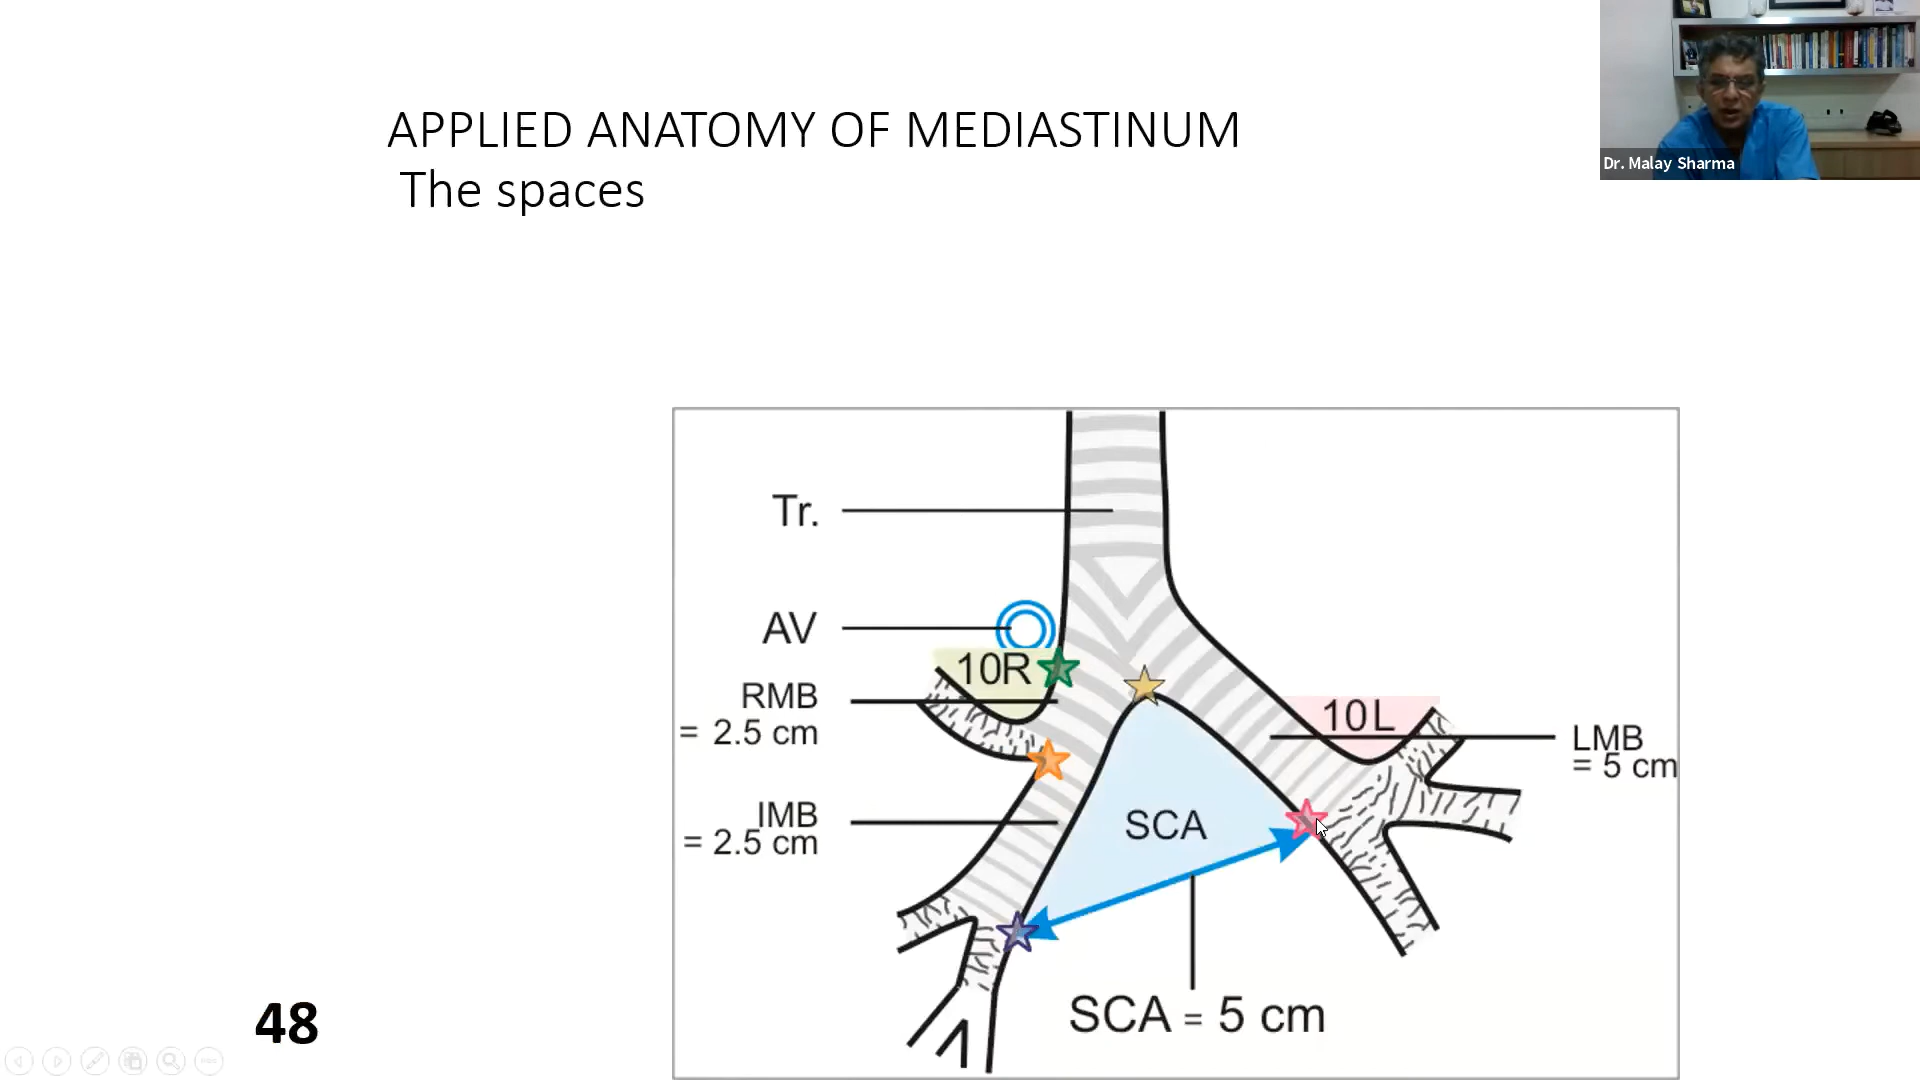 APPLIED ANATOMY OF MEDIASTINUM
The spaces
Dr. Malay Sharma
Tr.
AV
10R
RMB
= 2.5 cm
10L
LMB
= 5 cm
IMB
= 2.5 cm
SCA
SCA = 5 cm
48